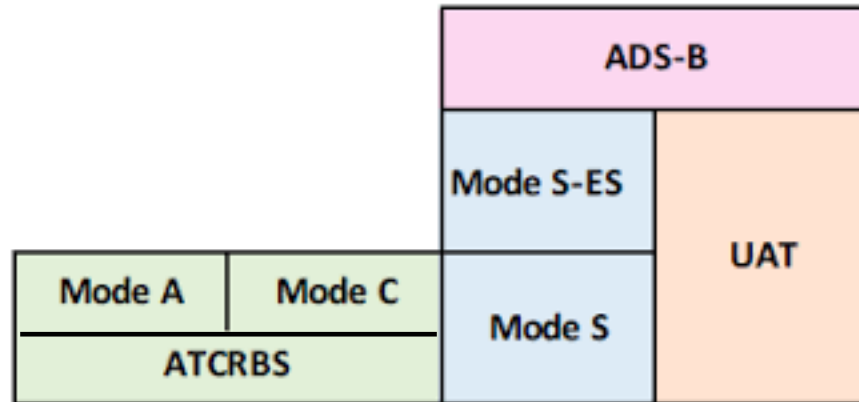 ADS-B
Mode S-ES
UAT
Mode A
Mode C
Mode S
ATCRBS